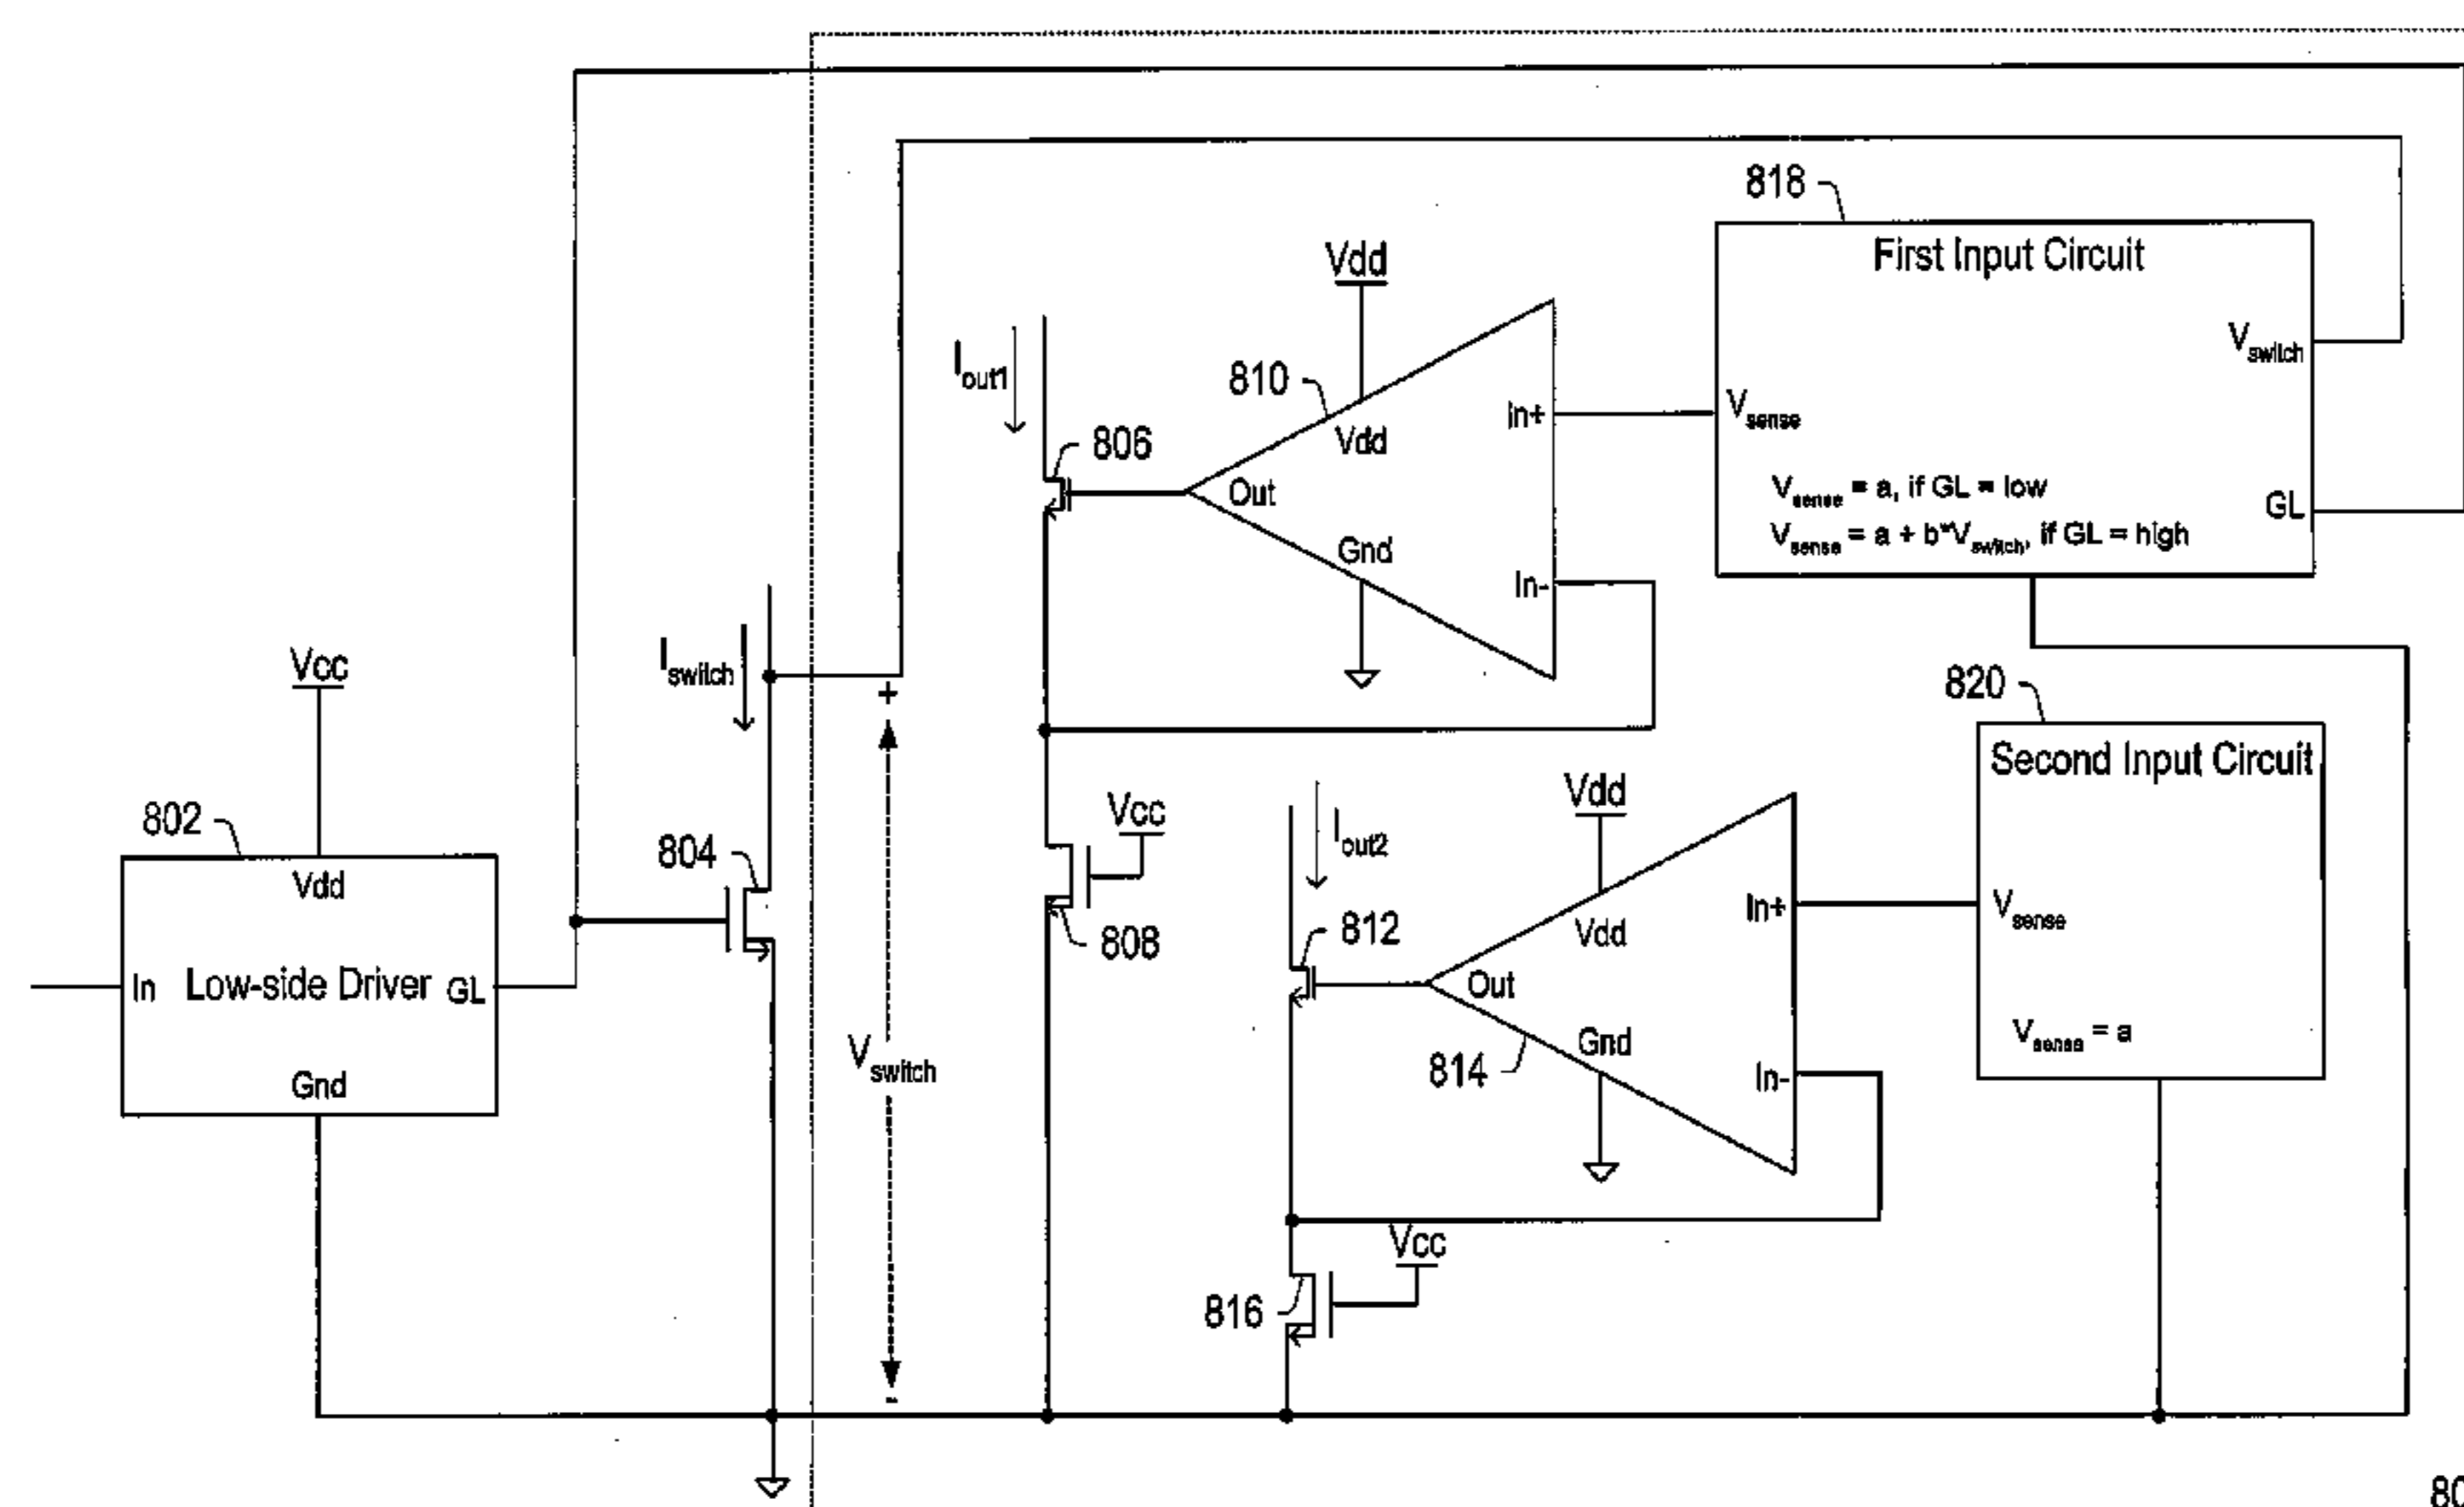 818
First Input Circuit
Vswitch
Vsense
GL
Vsense = a, if GL = low
Vsense = a + b*Vswitch, if GL = high
Vdd
Iout1
810
Vdd
In+
806
Out
Gnd
In-
Iswitch
Vcc
820
Second Input Circuit
Vsense
Vsense = a
802
Vdd
In
Low-side Driver
GL
Gnd
804
+
Vswitch
-
Vcc
808
Vdd
Iout2
812
In+
Vdd
Out
Gnd
814
In-
Vcc
816